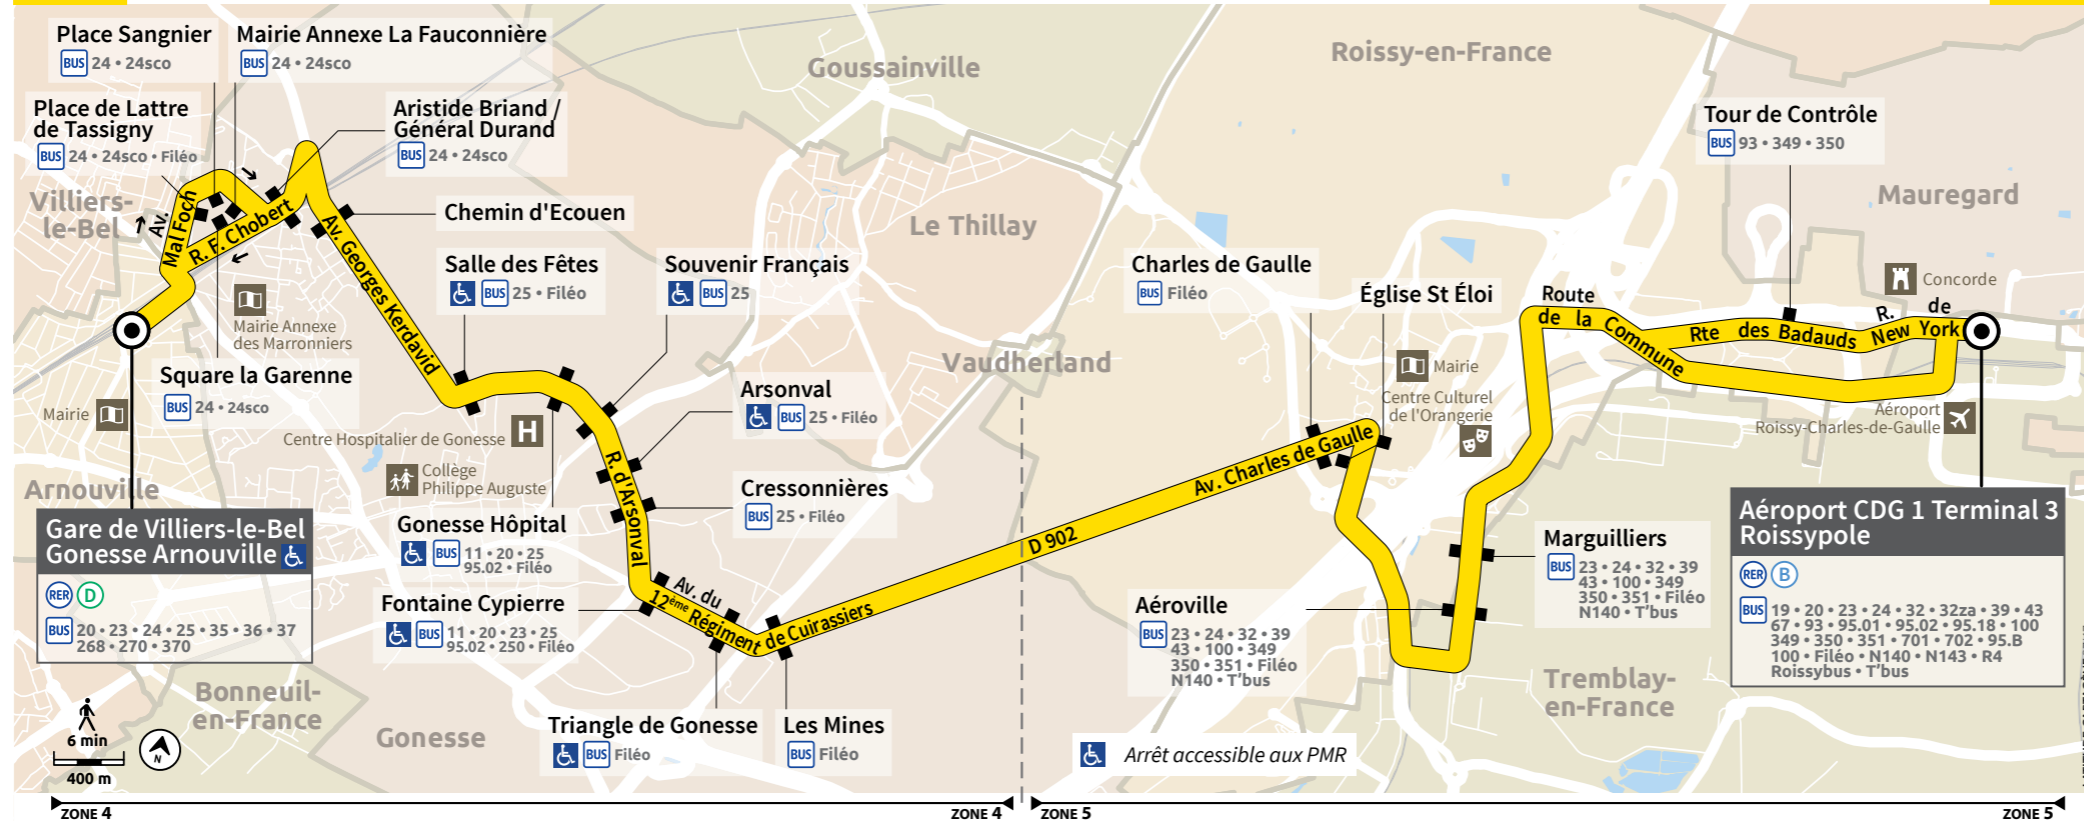 Place Sangnier
BUS 24 • 24sco
Mairie Annexe La Fauconnière
BUS 24 • 24sco
Place de Lattre
de Tassigny
BUS 24 • 24sco • Filéo
Aristide Briand /
Général Durand
BUS 24 • 24sco
Goussainville
Roissy-en-France
Tour de Contrôle
BUS 93 • 349 • 350
Mauregard
Villiers-
le-Bel
Av.
Mal Foch
R. F. Chobert
Chemin d'Ecouen
Av. Georges Kerdavid
Le Thillay
Salle des Fêtes
BUS 25 • Filéo
Souvenir Français
BUS 25
Charles de Gaulle
BUS Filéo
Église St Éloi
Route
de la Commune
Rte des Badauds
R. de
New York
Concorde
Mairie Annexe
des Marronniers
Vaudherland
Mairie
Centre Culturel
de l'Orangerie
Square la Garenne
BUS 24 • 24sco
Mairie
Arsonval
BUS 25 • Filéo
Centre Hospitalier de Gonesse
H
Collège
Philippe Auguste
R. d'Arsonval
Aéroport
Roissy-Charles-de-Gaulle
Av. Charles de Gaulle
D 902
Arnouville
Cressonnières
BUS 25 • Filéo
Gare de Villiers-le-Bel
Gonesse Arnouville
RER D
BUS 20 • 23 • 24 • 25 • 35 • 36 • 37
268 • 270 • 370
Gonesse Hôpital
BUS 11 • 20 • 25
95.02 • Filéo
Fontaine Cypierre
BUS 11 • 20 • 23 • 25
95.02 • 250 • Filéo
Av. du
12ème Régiment de Cuirassiers
Aéroville
BUS 23 • 24 • 32 • 39
43 • 100 • 349
350 • 351 • Filéo
N140 • T'bus
Marguilliers
BUS 23 • 24 • 32 • 39
43 • 100 • 349
350 • 351 • Filéo
N140 • T'bus
Aéroport CDG 1 Terminal 3
Roissypole
RER B
BUS 19 • 20 • 23 • 24 • 32 • 32za • 39 • 43
67 • 93 • 95.01 • 95.02 • 95.18 • 100
349 • 350 • 351 • 701 • 702 • 95.B
100 • Filéo • N140 • N143 • R4
Roissybus • T'bus
Bonneuil-
en-France
Gonesse
Triangle de Gonesse
BUS Filéo
Les Mines
BUS Filéo
Tremblay-
en-France
6 min
400 m
N
Arrêt accessible aux PMR
ZONE 4
ZONE 4
ZONE 5
ZONE 5